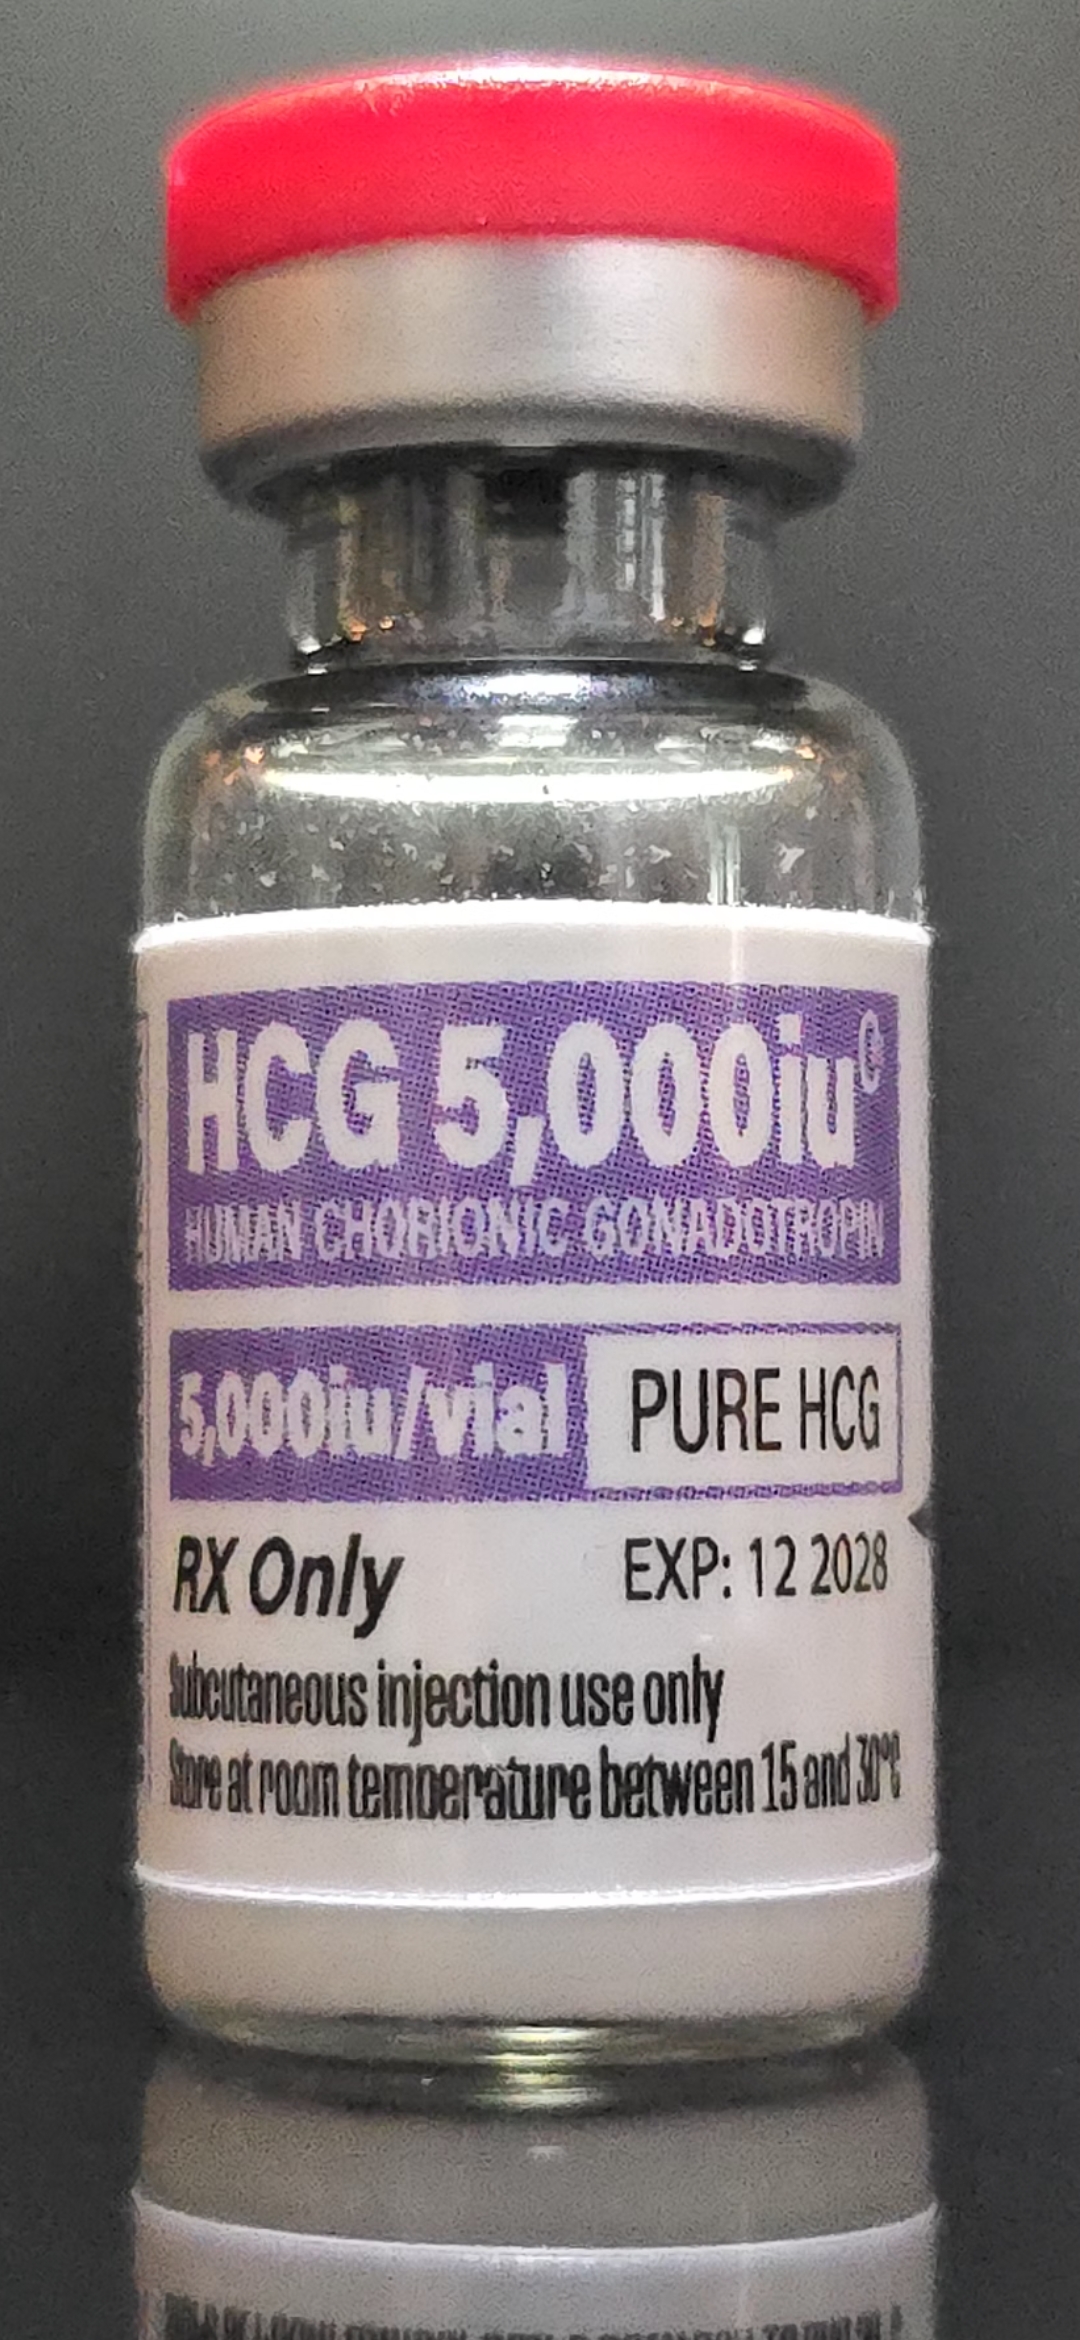 HCG 5,000iu©
HUMAN CHORIONIC GONADOTROPIN
5,000iu/vial
PURE HCG
RX Only
EXP: 12 2028
Subcutaneous injection use only
Store at room temperature between 15 and 30°C